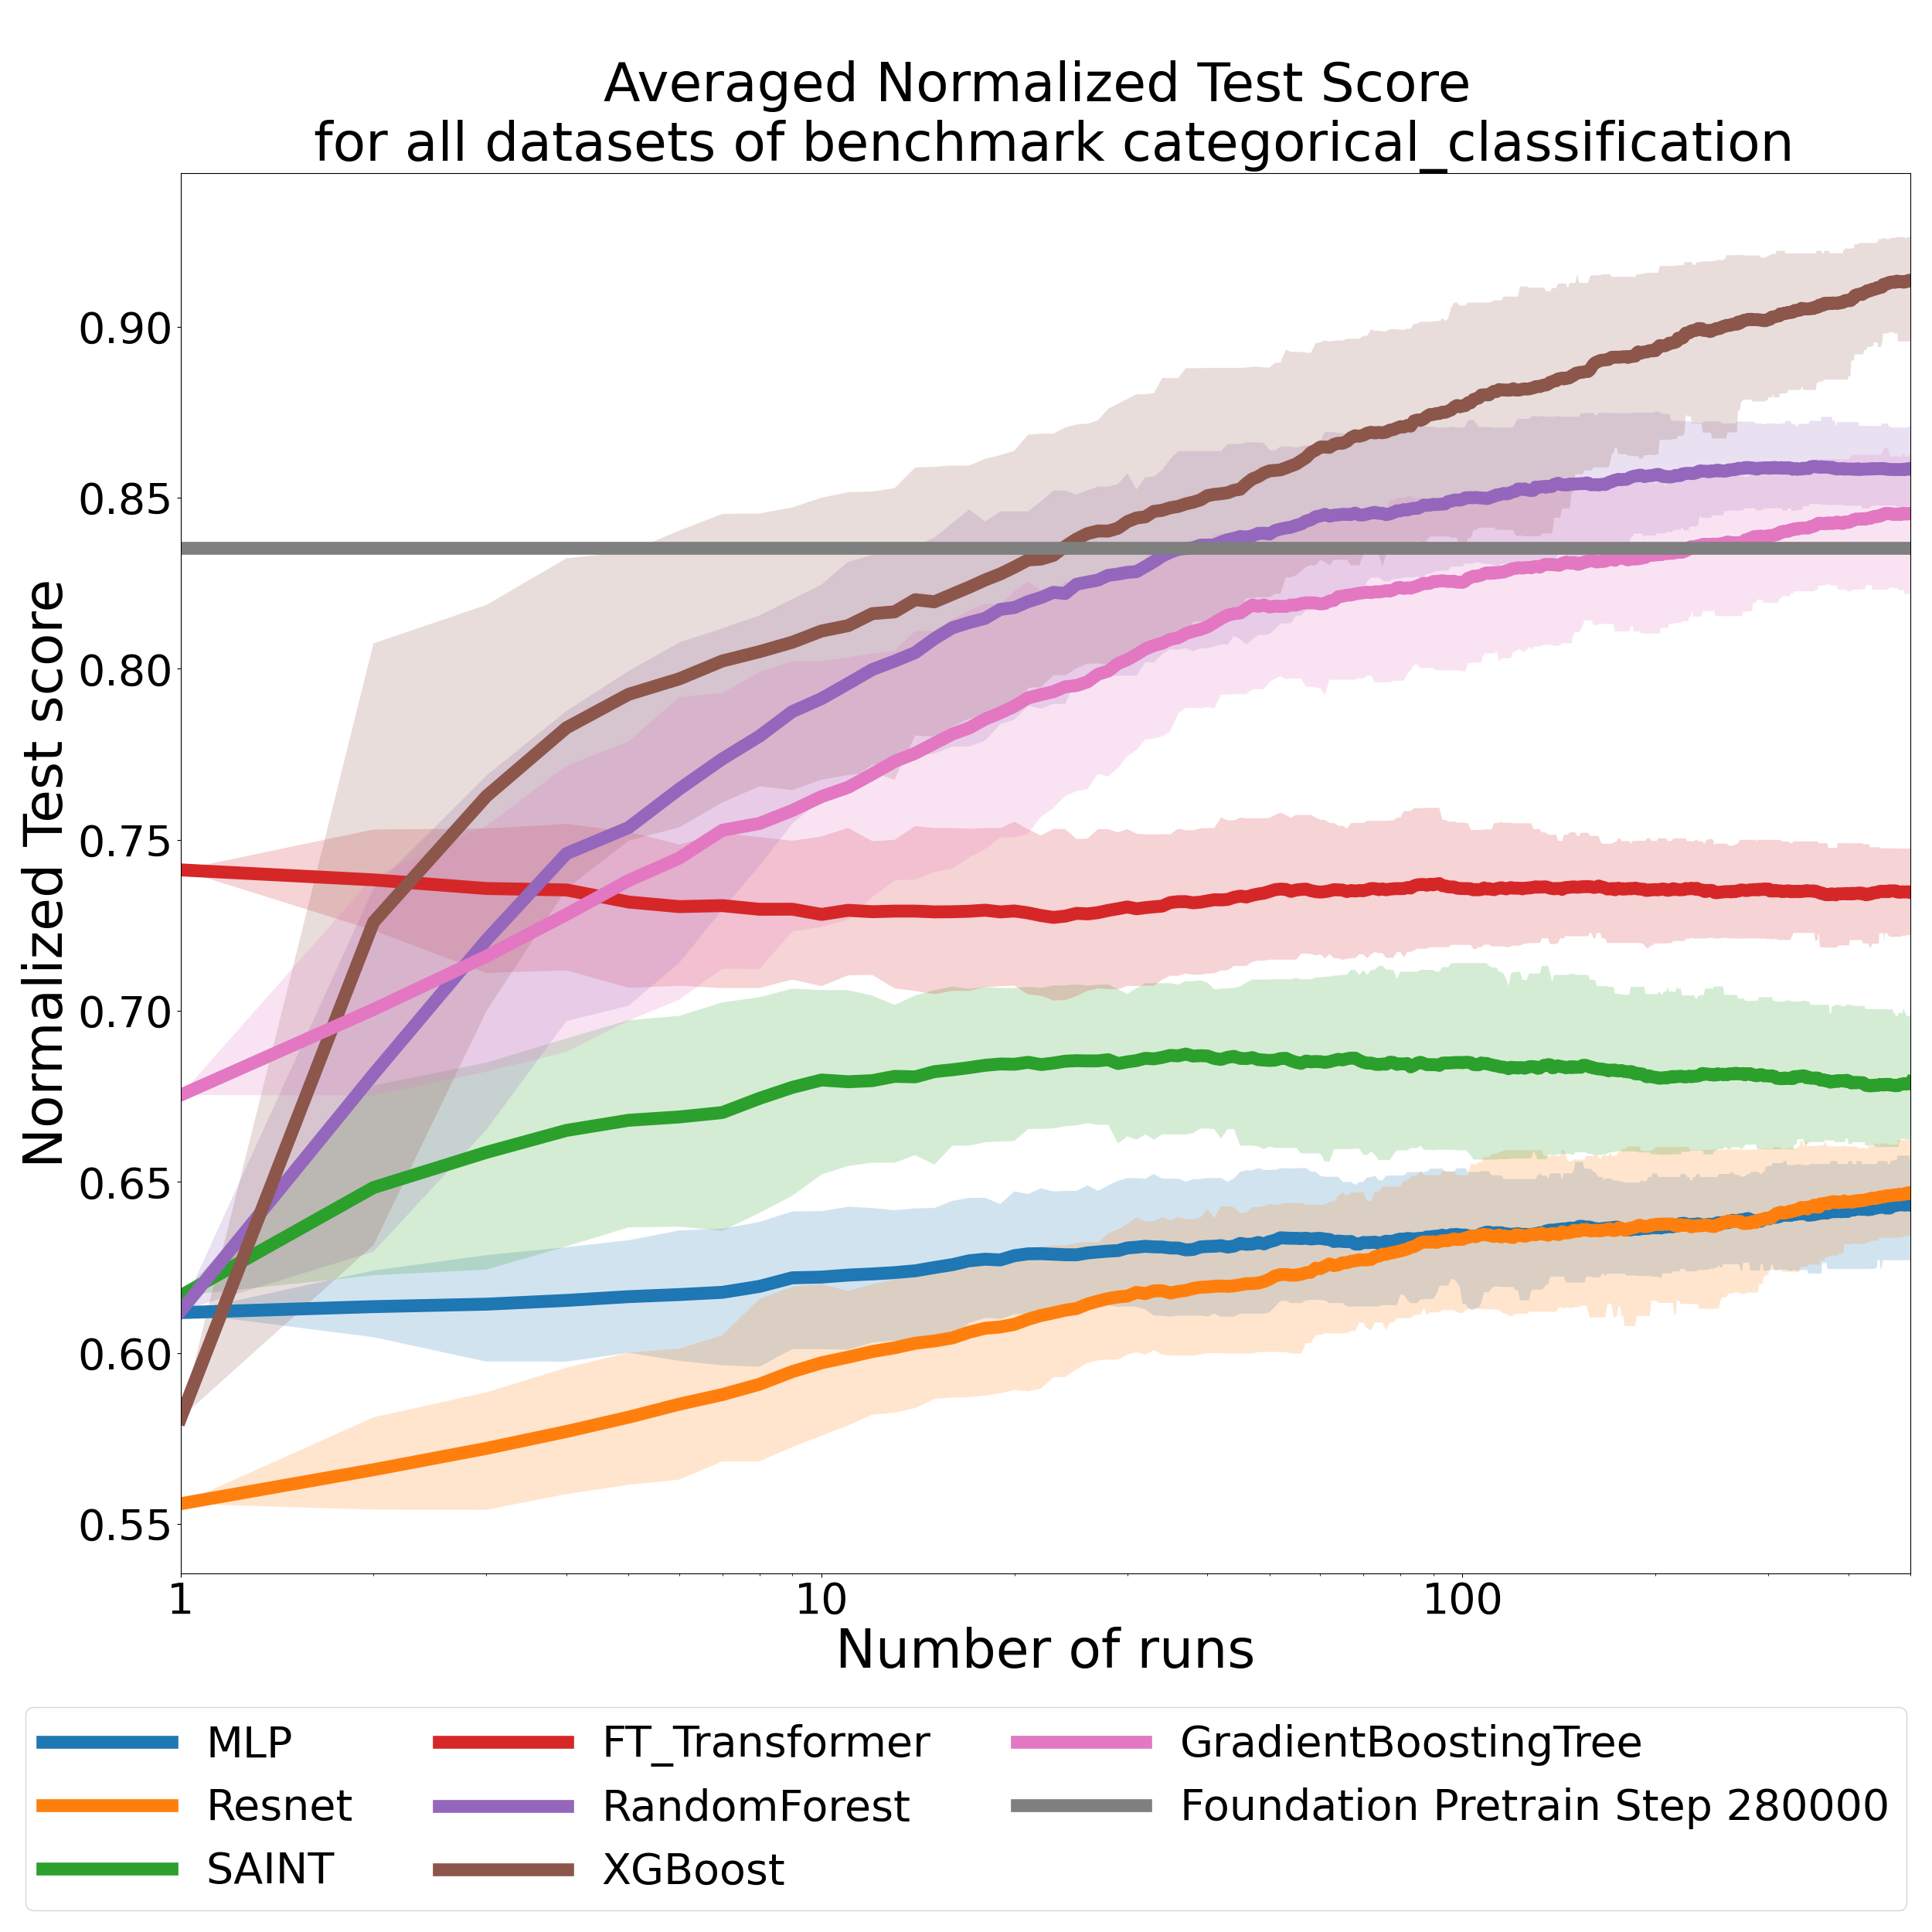 Averaged Normalized Test Score
for all datasets of benchmark categorical_classification
Normalized Test score
0.90
0.85
0.80
0.75
0.70
0.65
0.60
0.55
1
10
100
Number of runs
MLP
Resnet
SAINT
FT_Transformer
RandomForest
XGBoost
GradientBoostingTree
Foundation Pretrain Step 280000